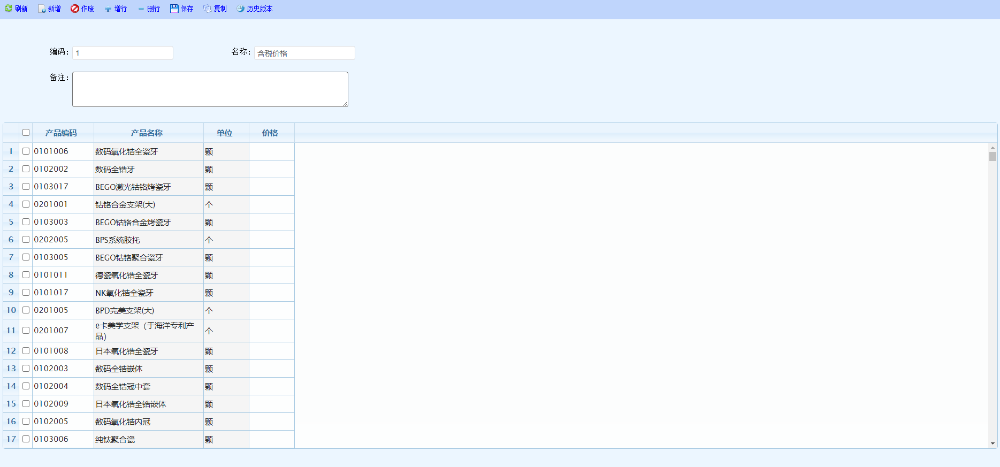 刷新 新增 作废 增行 删行 保存 复制 历史版本
编码: 1 名称: 含税价格
备注:
产品编码 产品名称 单位 价格
1 0101006 数码氧化锆全瓷牙 颗
2 0102002 数码全锆牙 颗
3 0103017 BEGO激光钴铬烤瓷牙 颗
4 0201001 钴铬合金支架(大) 个
5 0103003 BEGO钴铬合金烤瓷牙 颗
6 0202005 BPS系统胶托 个
7 0103005 BEGO钴铬聚合瓷牙 颗
8 0101011 德瓷氧化锆全瓷牙 颗
9 0101017 NK氧化锆全瓷牙 颗
10 0201005 BPD完美支架(大) 个
11 0201007 e卡美学支架（于海洋专利产
品） 个
12 0101008 日本氧化锆全瓷牙 颗
13 0102003 数码全锆嵌体 颗
14 0102004 数码全锆冠中套 颗
15 0102009 日本氧化锆全锆嵌体 颗
16 0102005 数码氧化锆内冠 颗
17 0103006 纯钛聚合瓷 颗